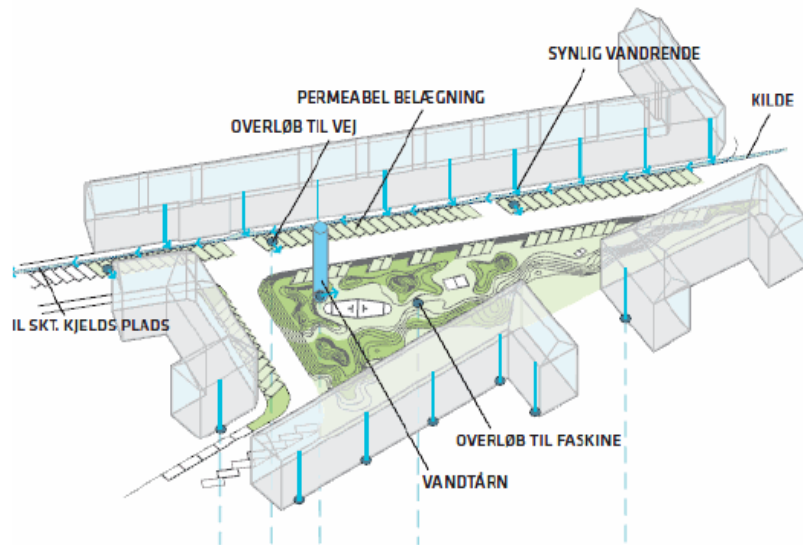 SYNLIG VANDRENDE
PERMEABEL BELÆGNING
KILDE
OVERLØB TIL VEJ
IL SKT. KJELDS PLADS
OVERLØB TIL FASKINE
VANDTÅRN